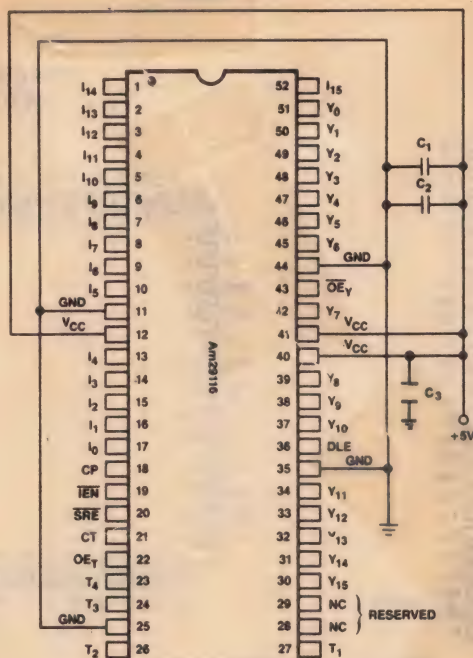 I14 1 52 I15
I13 2 51 Y0
I12 3 50 Y1
I11 4 49 Y2
I10 5 48 Y3
I9 6 47 Y4
I8 7 46 Y5
I7 8 45 Y6
I6 9 44 GND
I5 10 43 OEY
GND 11 42 Y7
VCC 12 41 VCC
I4 13 40 VCC
I3 14 39 Y8
I2 15 38 Y9
I1 16 37 Y10
I0 17 36 DLE
CP 18 35 GND
IEN 19 34 Y11
SRE 20 33 Y12
CT 21 32 Y13
OET 22 31 Y14
T4 23 30 Y15
T3 24 29 NC
GND 25 28 NC
RESERVED
T2 26 27 T1
Am29116
C1
C2
C3
+5V